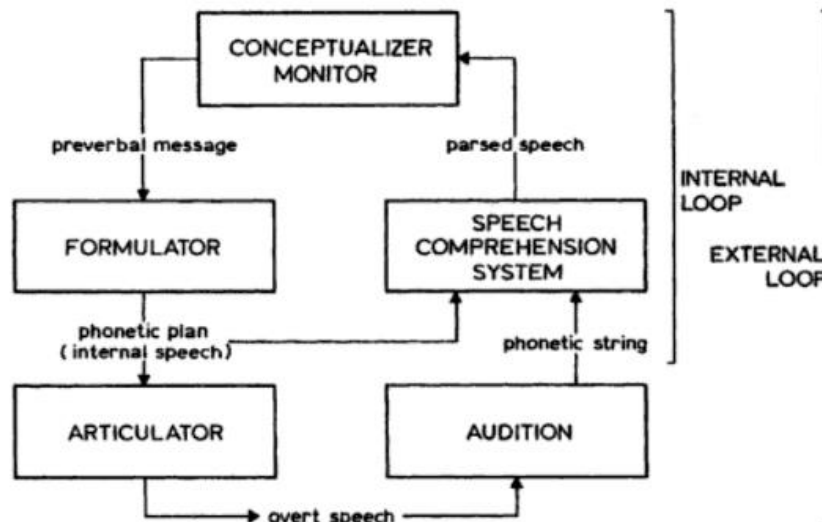 CONCEPTUALIZER
MONITOR
preverbal message
parsed speech
FORMULATOR
SPEECH
COMPREHENSION
SYSTEM
INTERNAL
LOOP
EXTERNAL
LOOP
phonetic plan
(internal speech)
phonetic string
ARTICULATOR
AUDITION
overt speech